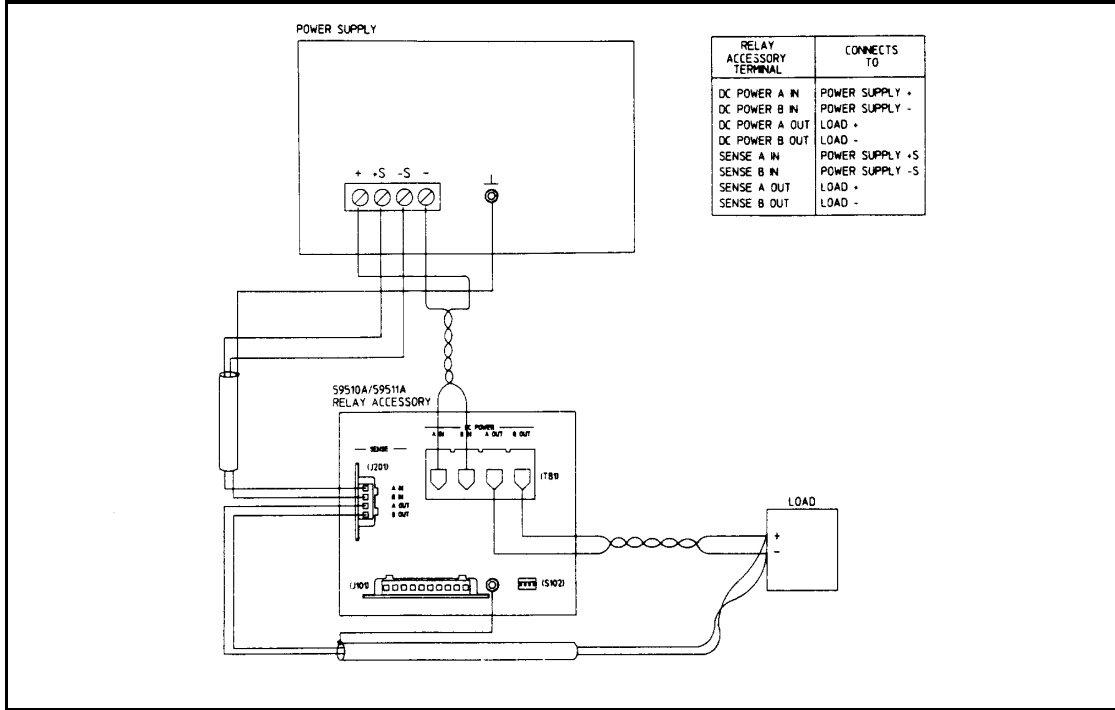 POWER SUPPLY
RELAY ACCESSORY TERMINAL CONNECTS TO
DC POWER A IN POWER SUPPLY +
DC POWER B IN POWER SUPPLY -
DC POWER A OUT LOAD +
DC POWER B OUT LOAD -
SENSE A IN POWER SUPPLY +S
SENSE B IN POWER SUPPLY -S
SENSE A OUT LOAD +
SENSE B OUT LOAD -
+ +S -S -
59510A/59511A
RELAY ACCESSORY
DC POWER
A IN B IN A OUT B OUT
SENSE
(J201)
A IN
B IN
A OUT
B OUT
(TB1)
LOAD
+
-
(J101)
(S102)